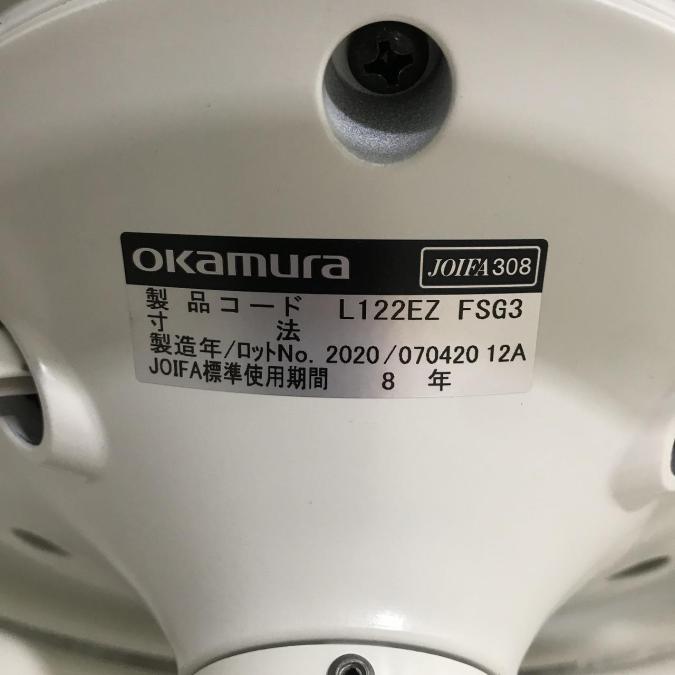 okamura JOIFA308
製品コード L122EZ FSG3
寸法
製造年/ロットNo. 2020/070420 12A
JOIFA標準使用期間 8 年